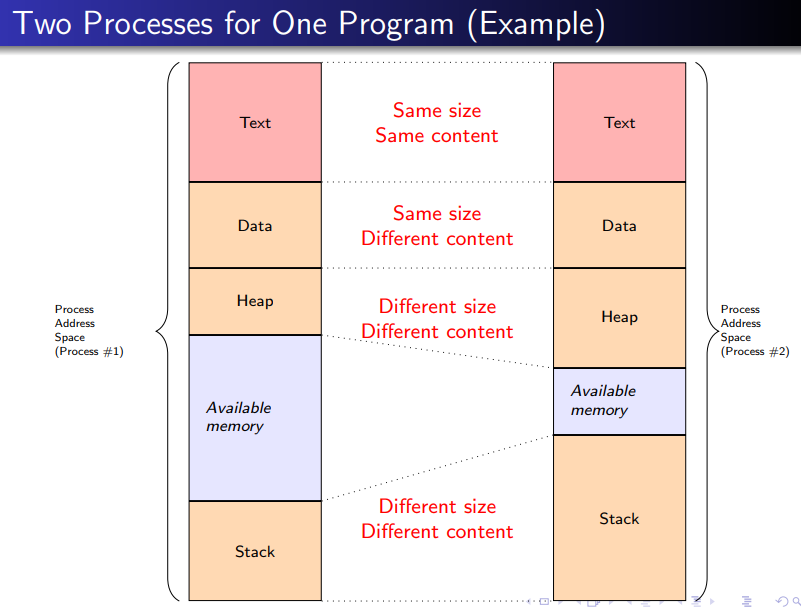 Two Processes for One Program (Example)
Text
Same size
Same content
Text
Data
Same size
Different content
Data
Heap
Different size
Different content
Heap
Process
Address
Space
(Process #1)
Process
Address
Space
(Process #2)
Available
memory
Available
memory
Different size
Different content
Stack
Stack